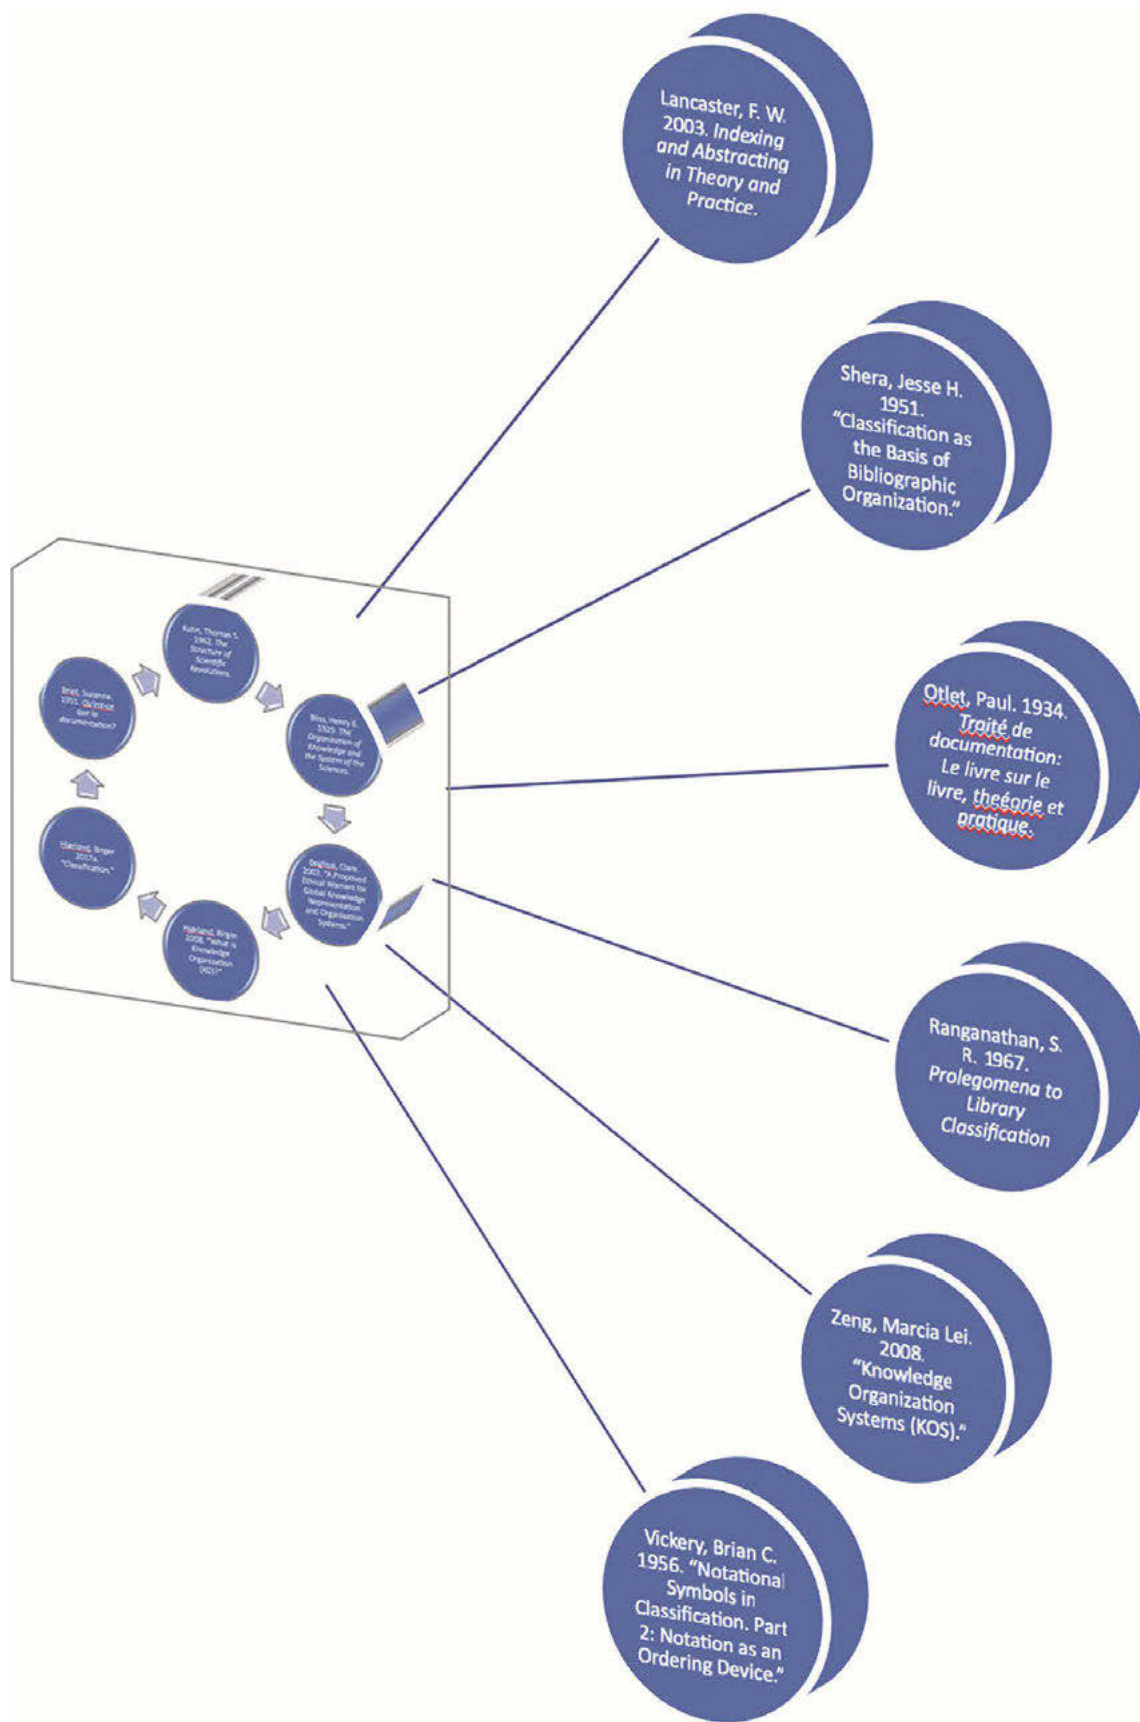 Lancaster, F. W.
2003. Indexing
and Abstracting
in Theory and
Practice.
Shera, Jesse H.
1951.
“Classification as
the Basis of
Bibliographic
Organization.”
Otlet, Paul. 1934.
Traité de
documentation:
Le livre sur le
livre, theéorie et
pratique.
Ranganathan, S.
R. 1967.
Prolegomena to
Library
Classification
Zeng, Marcia Lei.
2008.
“Knowledge
Organization
Systems (KOS).”
Vickery, Brian C.
1956. “Notational
Symbols in
Classification. Part
2: Notation as an
Ordering Device.”
Kuhn, Thomas S.
1962. The
Structure of
Scientific
Revolutions.
Bliss, Henry E.
1929. The
Organization of
Knowledge and
the System of the
Sciences.
Beghtol, Clare.
2002. “A Proposed
Ethical Warrant for
Global Knowledge
Representation
and Organization
Systems.”
Hjørland, Birger
2008. “What is
Knowledge
Organization
(KO)?”
Hjørland, Birger
2017a.
“Classification.”
Briet, Suzanne.
1951.
que la
documentation?